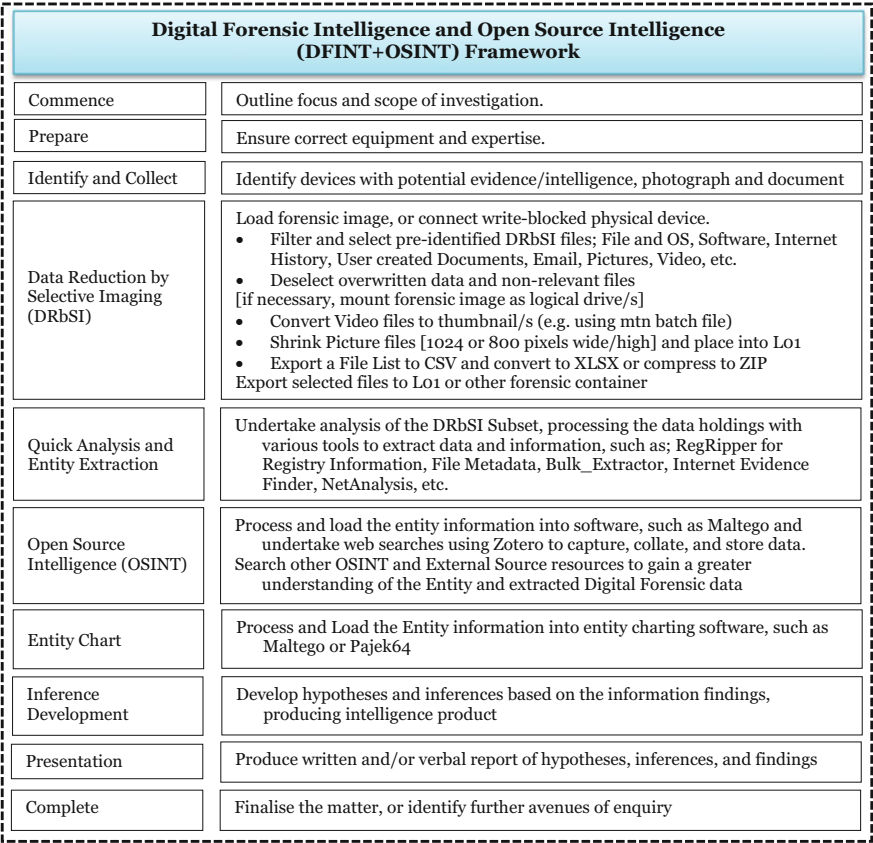 Digital Forensic Intelligence and Open Source Intelligence
(DFINT+OSINT) Framework
Commence
Outline focus and scope of investigation.
Prepare
Ensure correct equipment and expertise.
Identify and Collect
Identify devices with potential evidence/intelligence, photograph and document
Data Reduction by
Selective Imaging
(DRbSI)
Load forensic image, or connect write-blocked physical device.
• Filter and select pre-identified DRbSI files; File and OS, Software, Internet
History, User created Documents, Email, Pictures, Video, etc.
• Deselect overwritten data and non-relevant files
[if necessary, mount forensic image as logical drive/s]
• Convert Video files to thumbnail/s (e.g. using mtn batch file)
• Shrink Picture files [1024 or 800 pixels wide/high] and place into L01
• Export a File List to CSV and convert to XLSX or compress to ZIP
Export selected files to L01 or other forensic container
Quick Analysis and
Entity Extraction
Undertake analysis of the DRbSI Subset, processing the data holdings with
various tools to extract data and information, such as; RegRipper for
Registry Information, File Metadata, Bulk_Extractor, Internet Evidence
Finder, NetAnalysis, etc.
Open Source
Intelligence (OSINT)
Process and load the entity information into software, such as Maltego and
undertake web searches using Zotero to capture, collate, and store data.
Search other OSINT and External Source resources to gain a greater
understanding of the Entity and extracted Digital Forensic data
Entity Chart
Process and Load the Entity information into entity charting software, such as
Maltego or Pajek64
Inference
Development
Develop hypotheses and inferences based on the information findings,
producing intelligence product
Presentation
Produce written and/or verbal report of hypotheses, inferences, and findings
Complete
Finalise the matter, or identify further avenues of enquiry